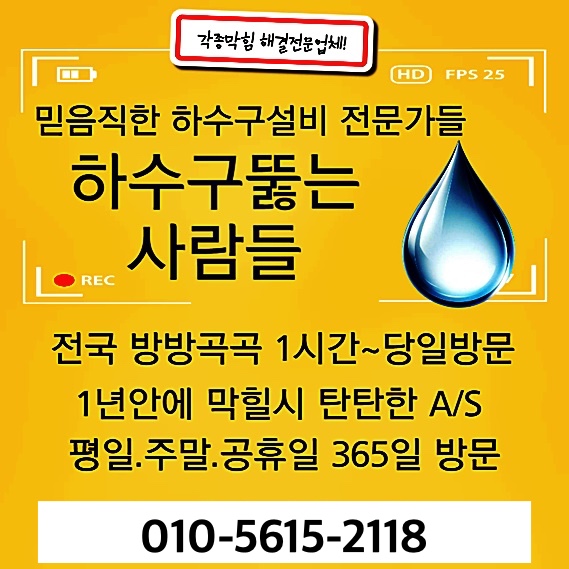 각종막힘 해결전문업체!
HD FPS 25
믿음직한 하수구설비 전문가들
하수구뚫는
사람들
REC
전국 방방곡곡 1시간~당일방문
1년안에 막힐시 탄탄한 A/S
평일.주말.공휴일 365일 방문
010-5615-2118